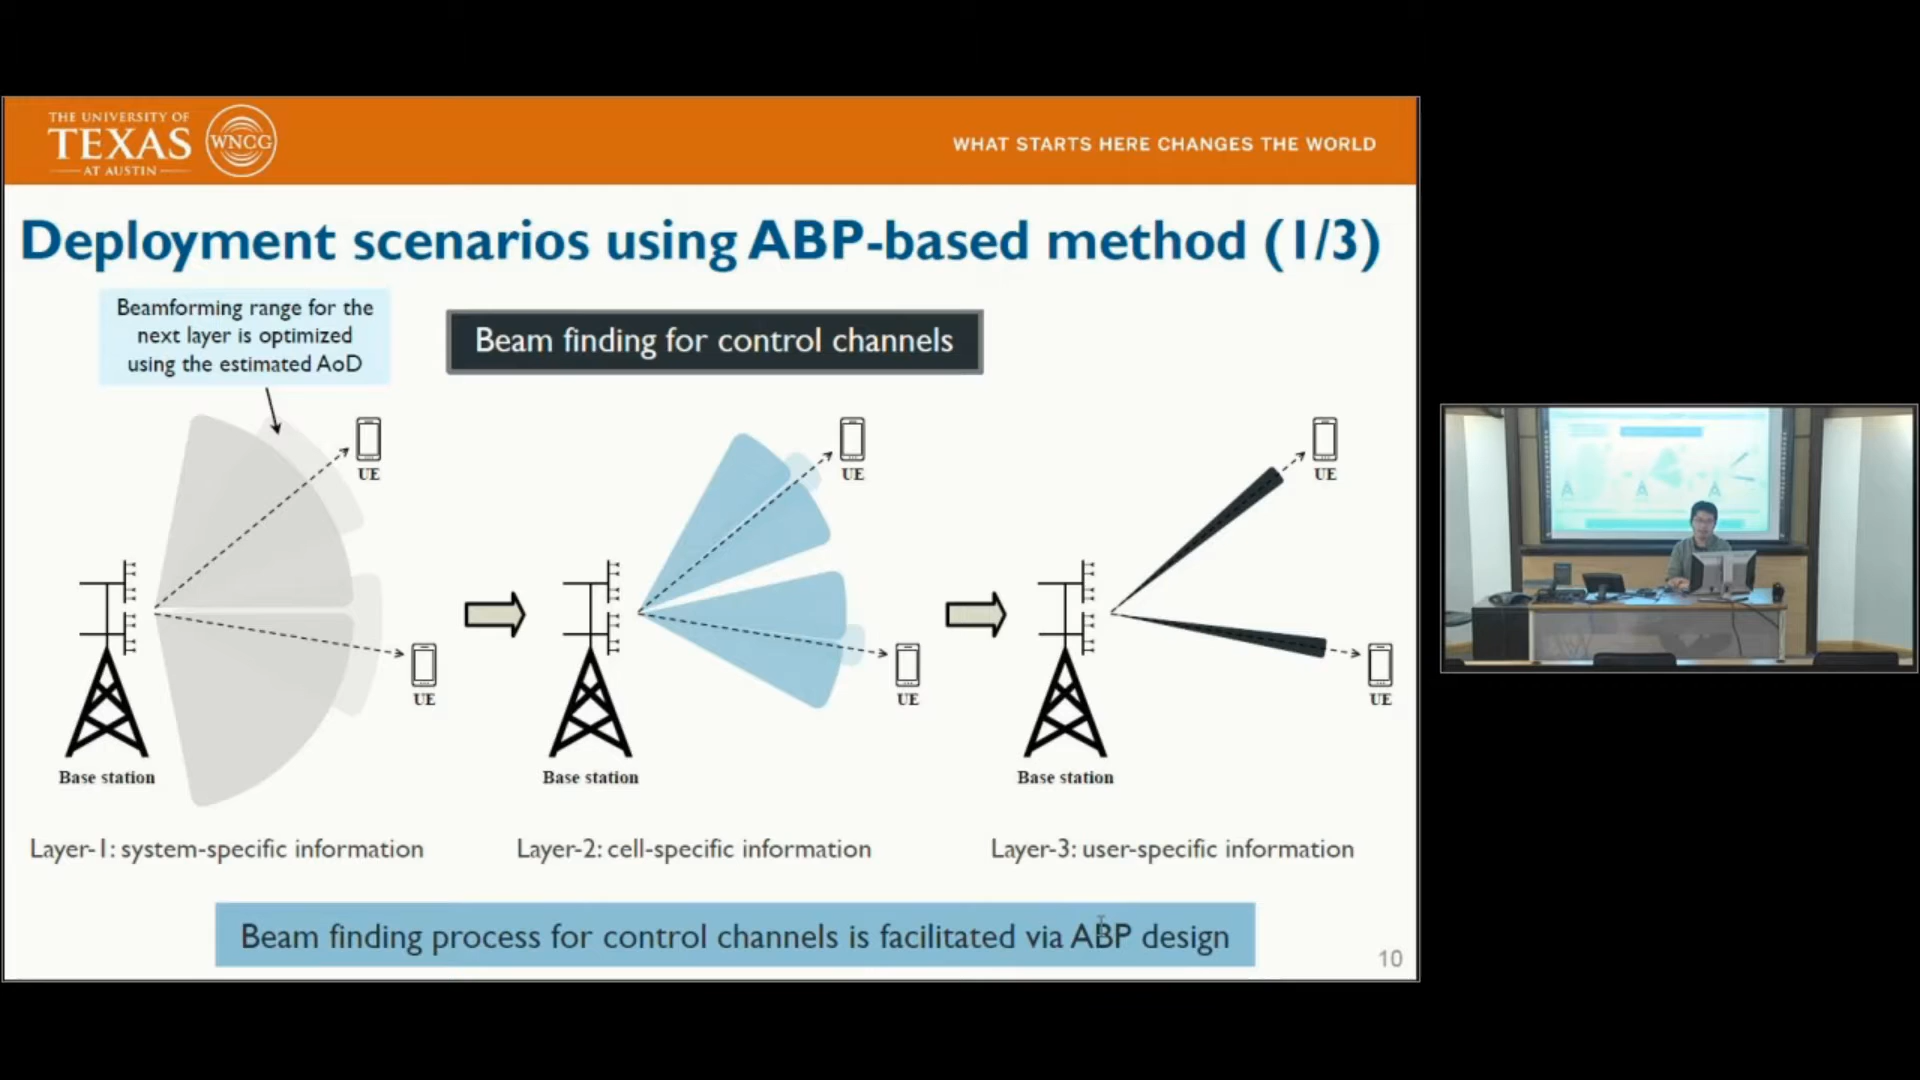 THE UNIVERSITY OF
TEXAS
AT AUSTIN
WNCG
WHAT STARTS HERE CHANGES THE WORLD
Deployment scenarios using ABP-based method (1/3)
Beamforming range for the
next layer is optimized
using the estimated AoD
Beam finding for control channels
UE
UE
UE
UE
UE
UE
Base station
Base station
Base station
Layer-1: system-specific information
Layer-2: cell-specific information
Layer-3: user-specific information
Beam finding process for control channels is facilitated via ABP design
10